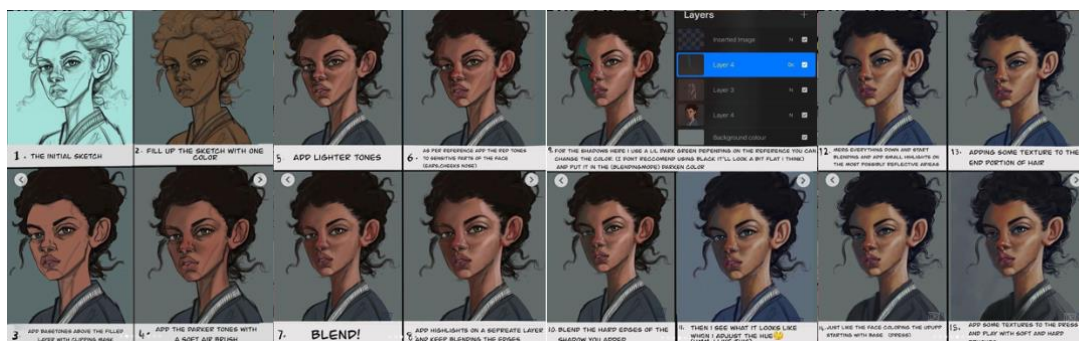 1. THE INITIAL SKETCH
2. FILL UP THE SKETCH WITH ONE
COLOR
3 ADD BASETONES ABOVE THE FILLED
LAYER WITH CLIPPING MASK
4. ADD THE DARKER TONES WITH
A SOFT AIR BRUSH
5. ADD LIGHTER TONES
6. AS PER REFERENCE ADD THE RED TONES
TO SENSITIVE PARTS OF THE FACE
(EARS,CHEEKS NOSE)
7. BLEND!
8 ADD HIGHLIGHTS ON A SEPREATE LAYER
AND KEEP BLENDING THE EDGES
Layers
Inserted Image N
Layer 4
Layer 3 N
Layer 6 N
Background colour
9. FOR THE SHADOWS HERE I USE A LIL DARK GREEN DEPENDING ON THE REFERENCE YOU CAN
CHANGE THE COLOR. (I DONT RECCOMEND USING BLACK IT'LL LOOK A BIT FLAT I THINK)
AND PUT IT IN THE (BLENDINGMODE) DARKEN COLOR
10. BLEND THE HARD EDGES OF THE
SHADOW YOU ADDED
11. THEN I SEE WHAT IT LOOKS LIKE
WHEN I ADJUST THE HUE🤔
12. MERG EVERYTHING DOWN AND START
BLENDING AND ADD SMALL HIGLIGHTS ON
THE MOST POSSIBLY REFLECTIVE AREAS
13. ADDING SOME TEXTURE TO THE
END PORTION OF HAIR
JUST LIKE THE FACE COLORING THE
STARTING WITH BASE (DRESS)
15. ADD SOME TEXTURES TO THE DRESS
AND PLAY WITH SOFT AND HARD